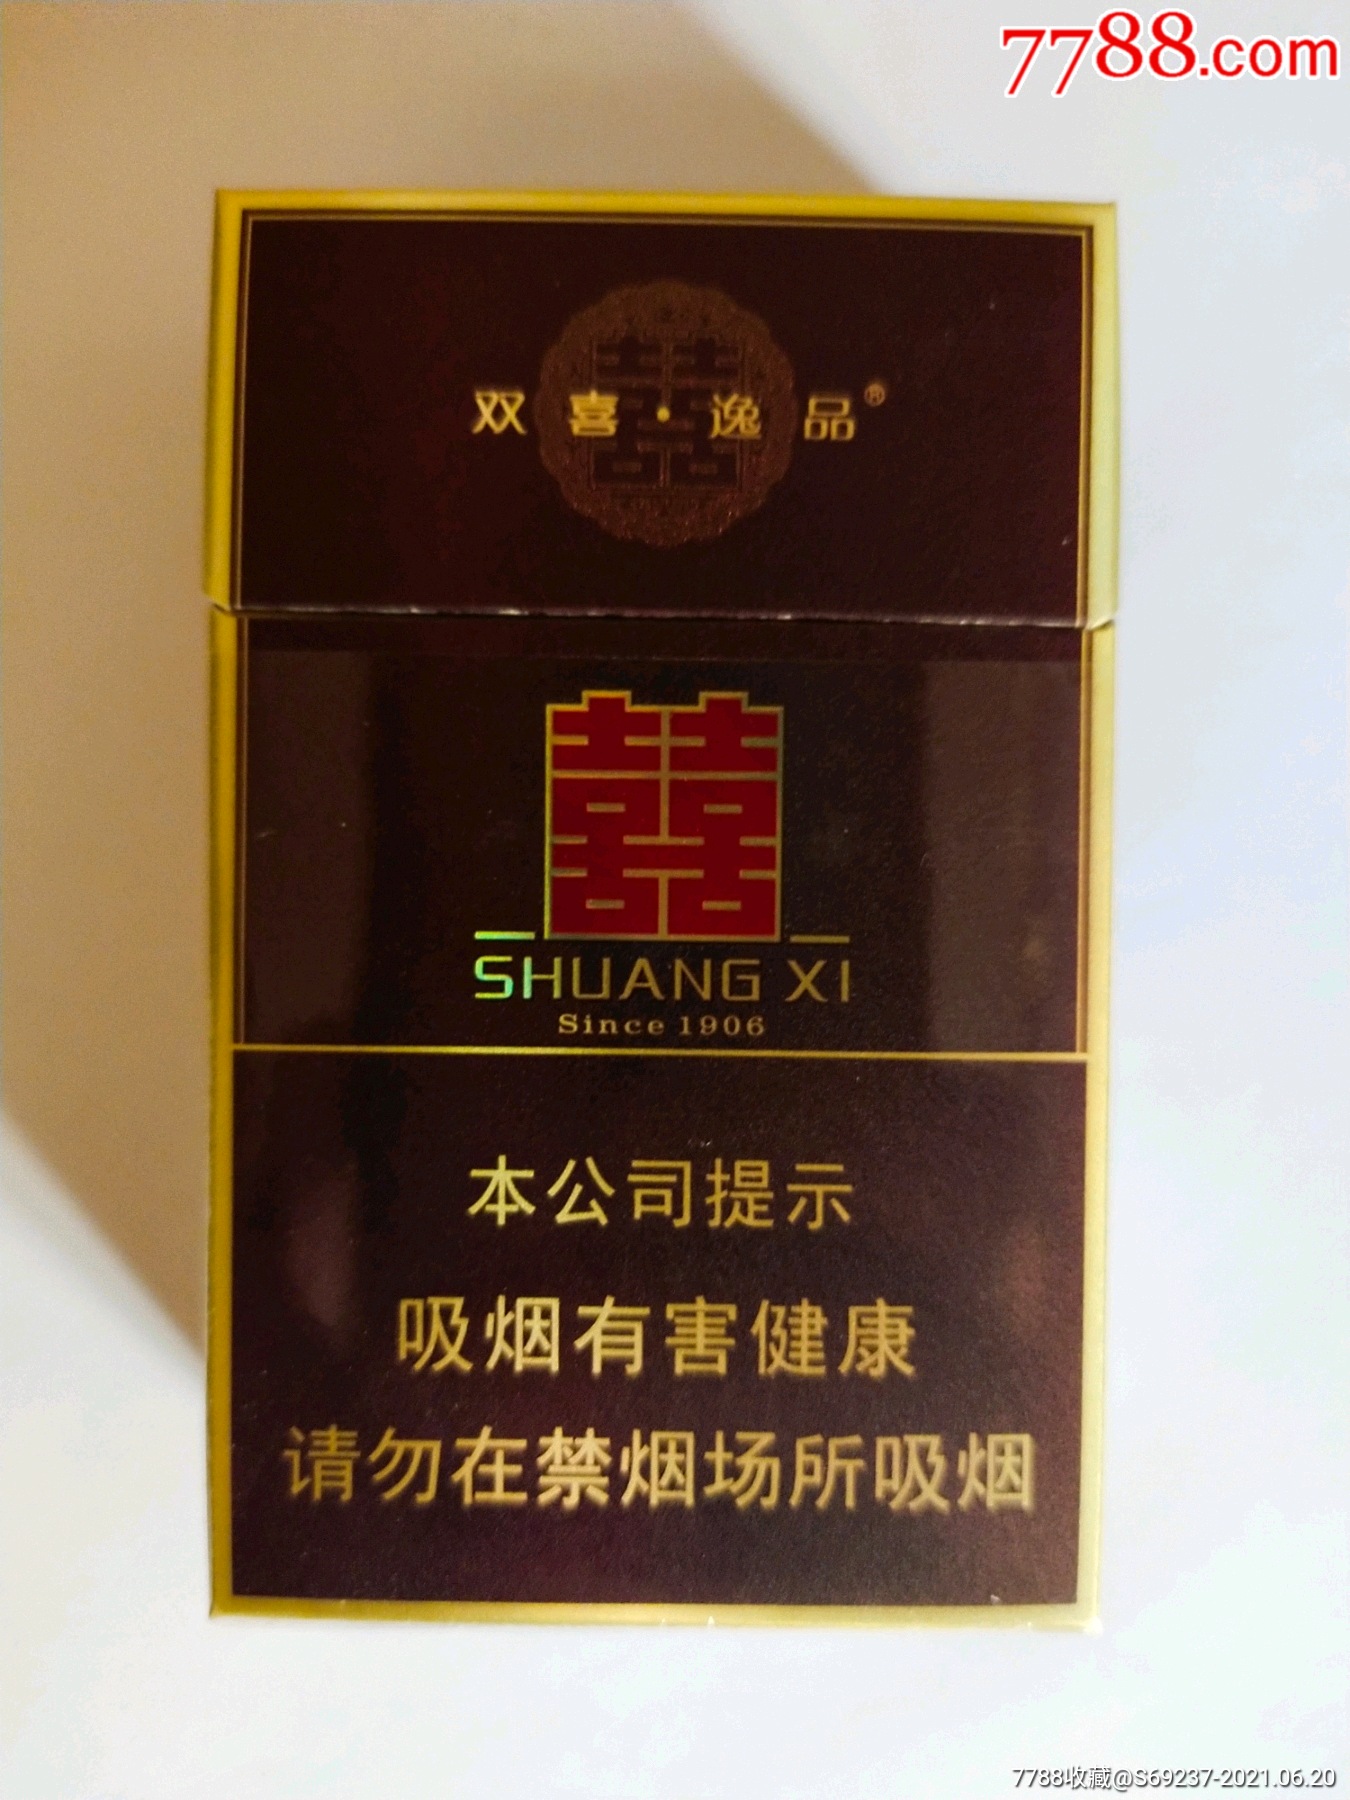 7788.com
双喜·逸品®
囍
SHUANG XI
Since 1906
本公司提示
吸烟有害健康
请勿在禁烟场所吸烟
7788收藏@S69237-2021.06.20